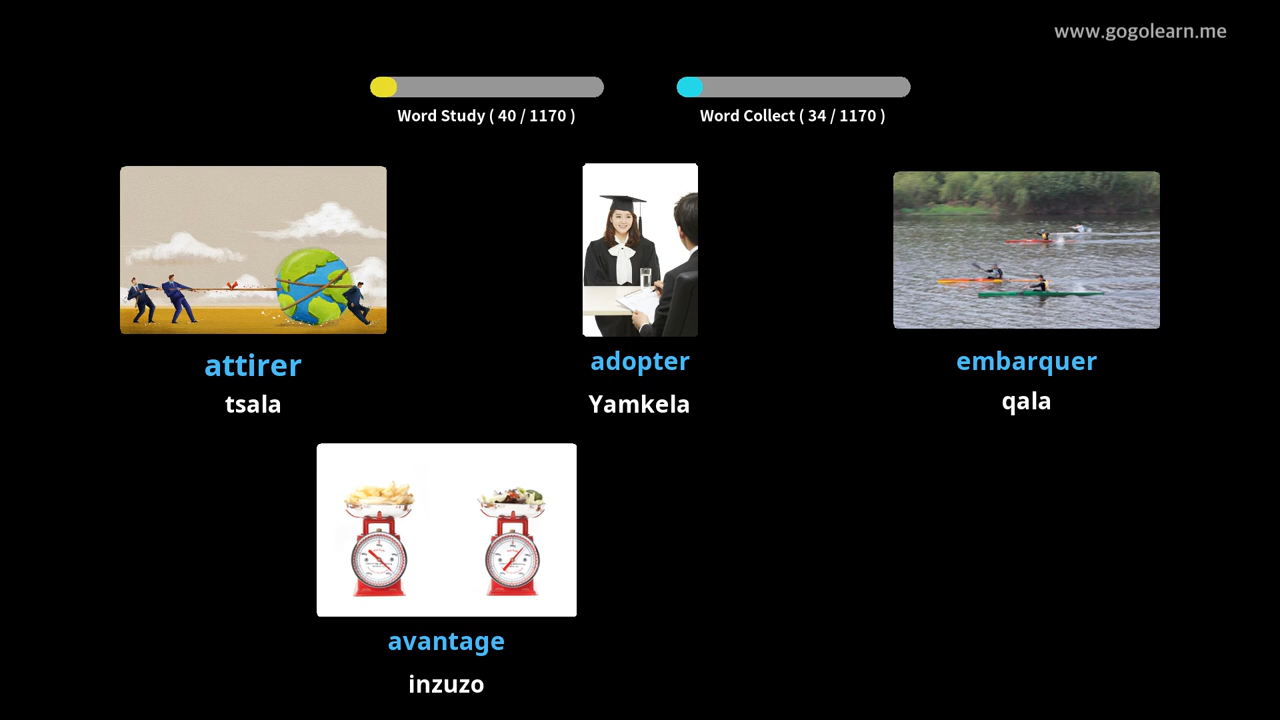 www.gogolearn.me
Word Study ( 40 / 1170 )
Word Collect ( 34 / 1170 )
attirer
tsala
adopter
Yamkela
embarquer
qala
avantage
inzuzo